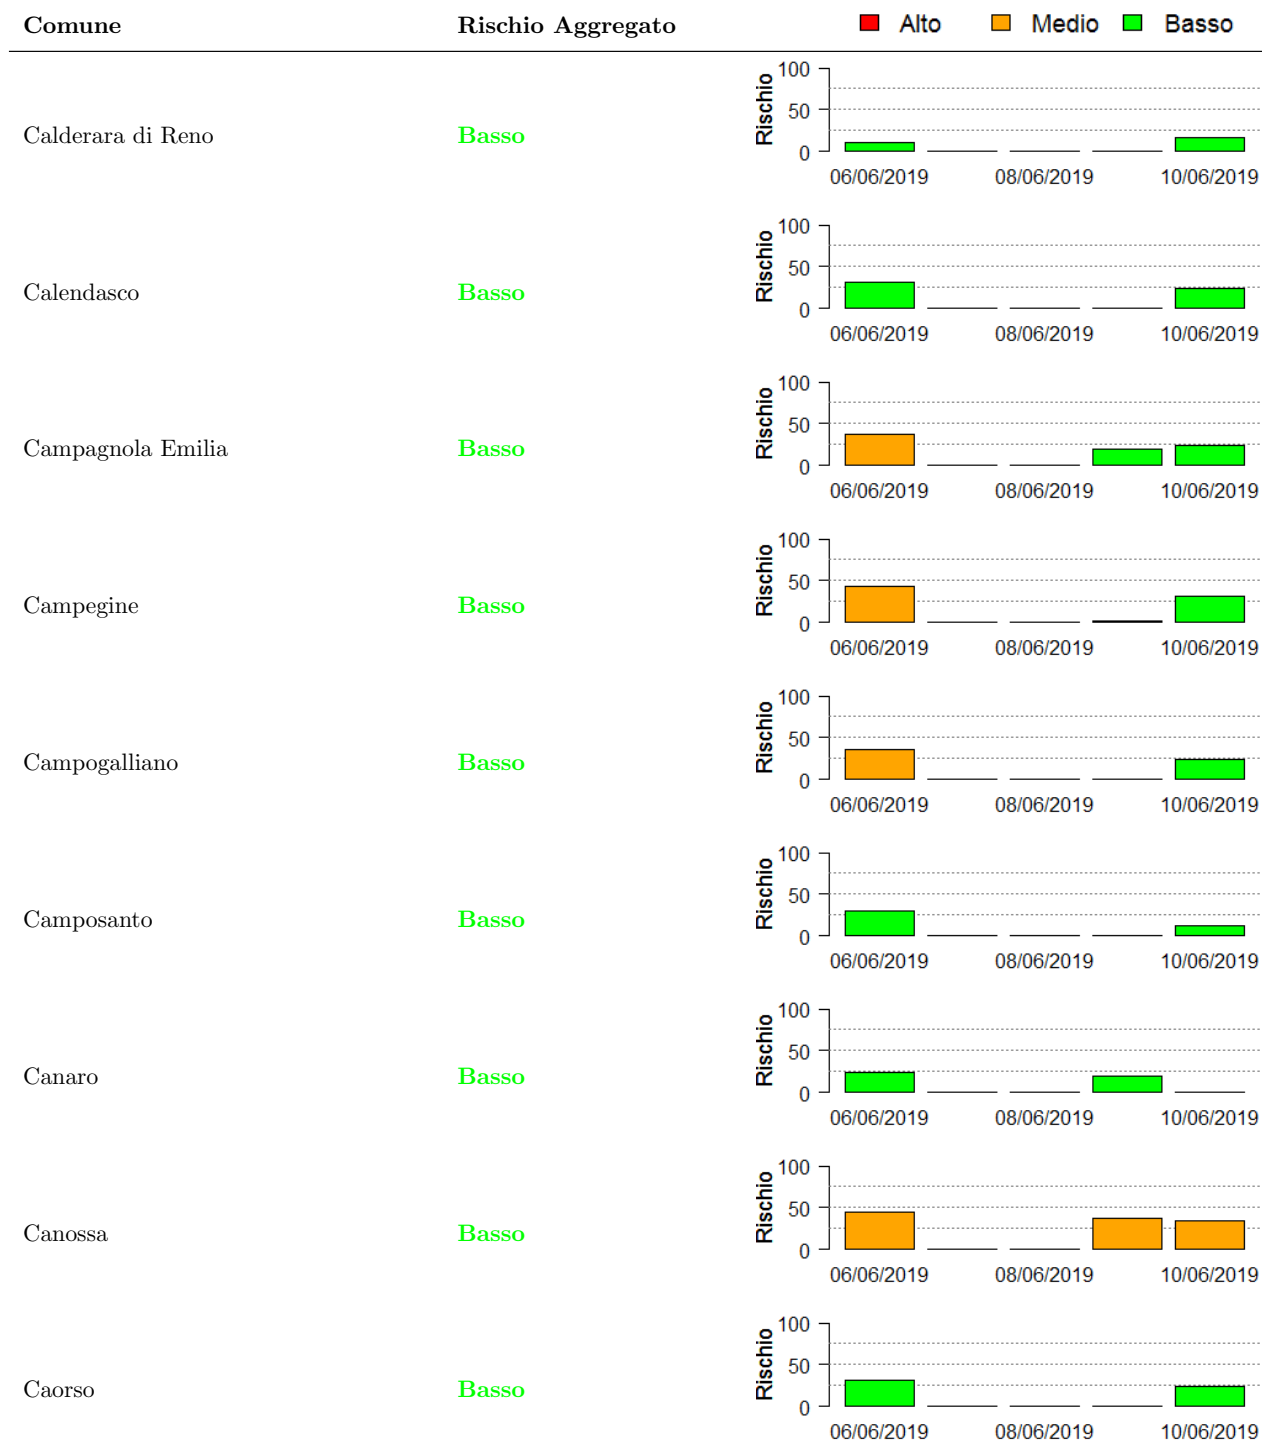 Comune Rischio Aggregato Alto Medio Basso
Calderara di Reno Basso Rischio 100 50 0
06/06/2019 08/06/2019 10/06/2019
Calendasco Basso Rischio 100 50 0
06/06/2019 08/06/2019 10/06/2019
Campagnola Emilia Basso Rischio 100 50 0
06/06/2019 08/06/2019 10/06/2019
Campegine Basso Rischio 100 50 0
06/06/2019 08/06/2019 10/06/2019
Campogalliano Basso Rischio 100 50 0
06/06/2019 08/06/2019 10/06/2019
Camposanto Basso Rischio 100 50 0
06/06/2019 08/06/2019 10/06/2019
Canaro Basso Rischio 100 50 0
06/06/2019 08/06/2019 10/06/2019
Canossa Basso Rischio 100 50 0
06/06/2019 08/06/2019 10/06/2019
Caorso Basso Rischio 100 50 0
06/06/2019 08/06/2019 10/06/2019